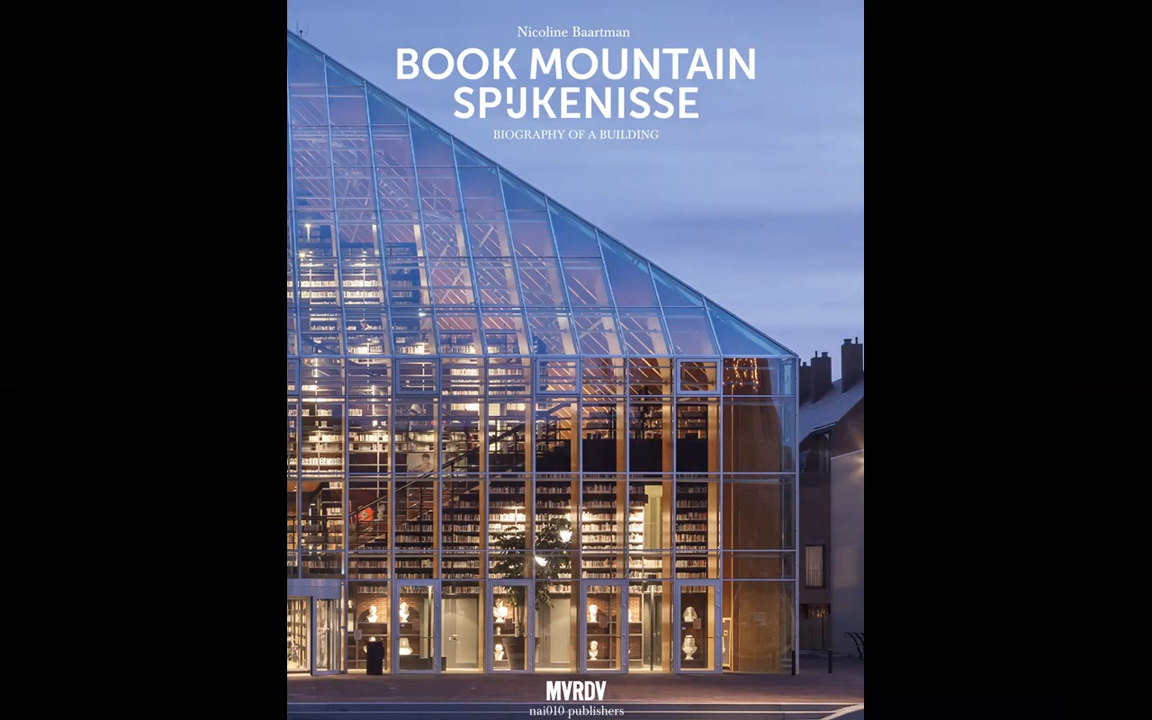 Nicoline Baartman
BOOK MOUNTAIN
SPIJKENISSE
BIOGRAPHY OF A BUILDING
MVRDV
nai010 publishers